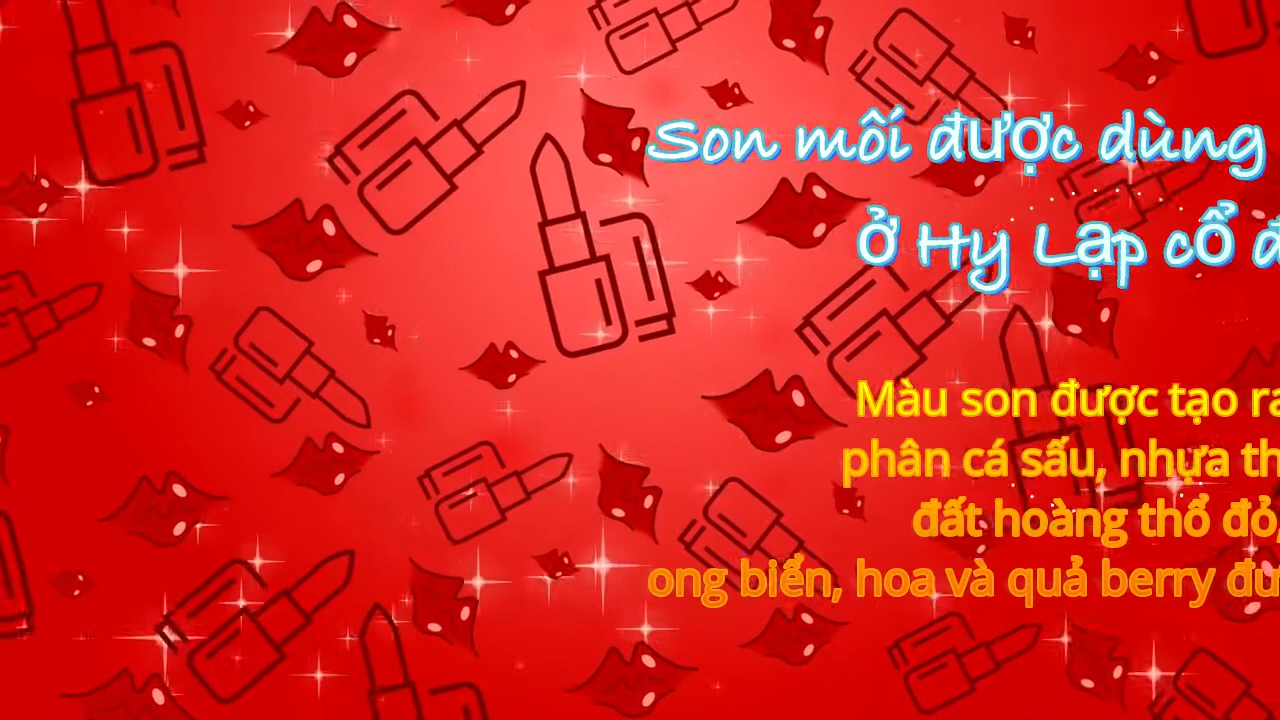 Son môi được dùng
Ở Hy Lạp cổ
Màu son được tạo
phân cá sấu, nhựa
đất hoàng thổ đỏ,
ong biển, hoa và quả berry